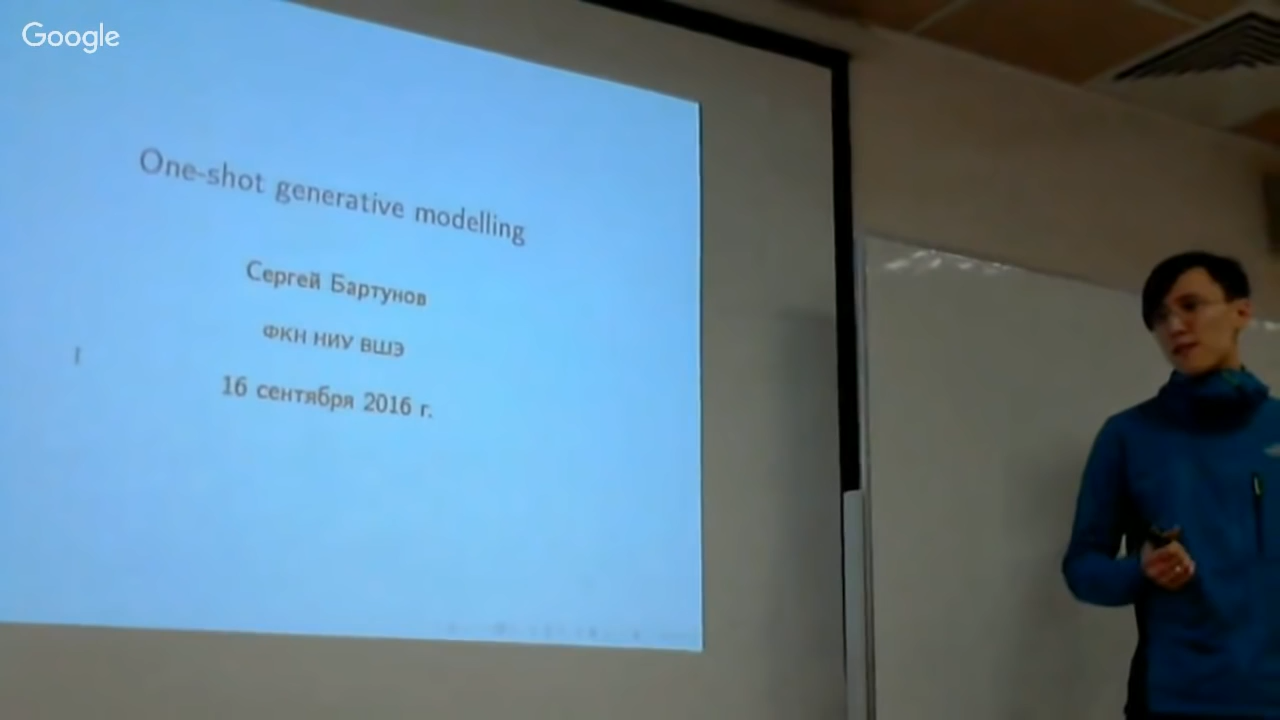 Google
One-shot generative modelling
Сергей Бартунов
ФКН НИУ ВШЭ
16 сентября 2016 г.